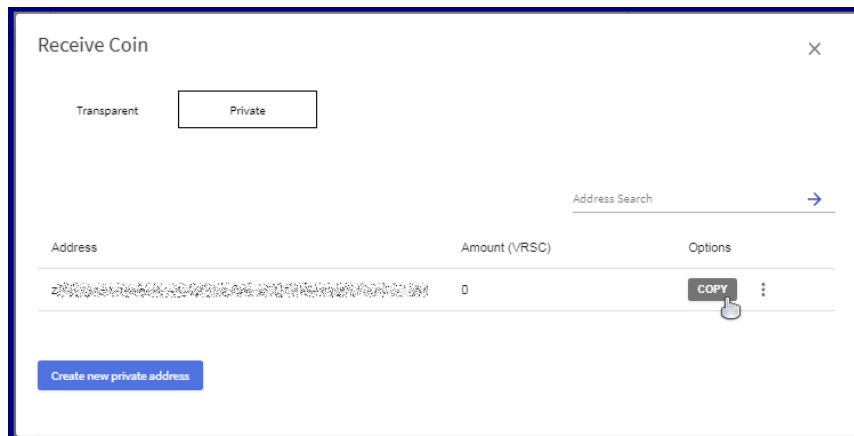 Receive Coin
Transparent Private
Address Search
Address Amount (VRSC) Options
0 COPY
Create new private address